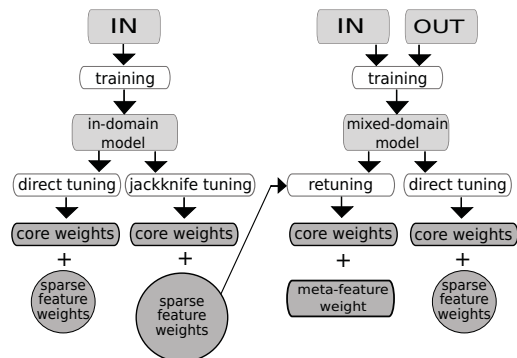 IN
IN
OUT
training
training
in-domain
model
mixed-domain
model
direct tuning
jackknife tuning
retuning
direct tuning
core weights
core weights
core weights
core weights
+
+
+
+
sparse
feature
weights
sparse
feature
weights
meta-feature
weight
sparse
feature
weights